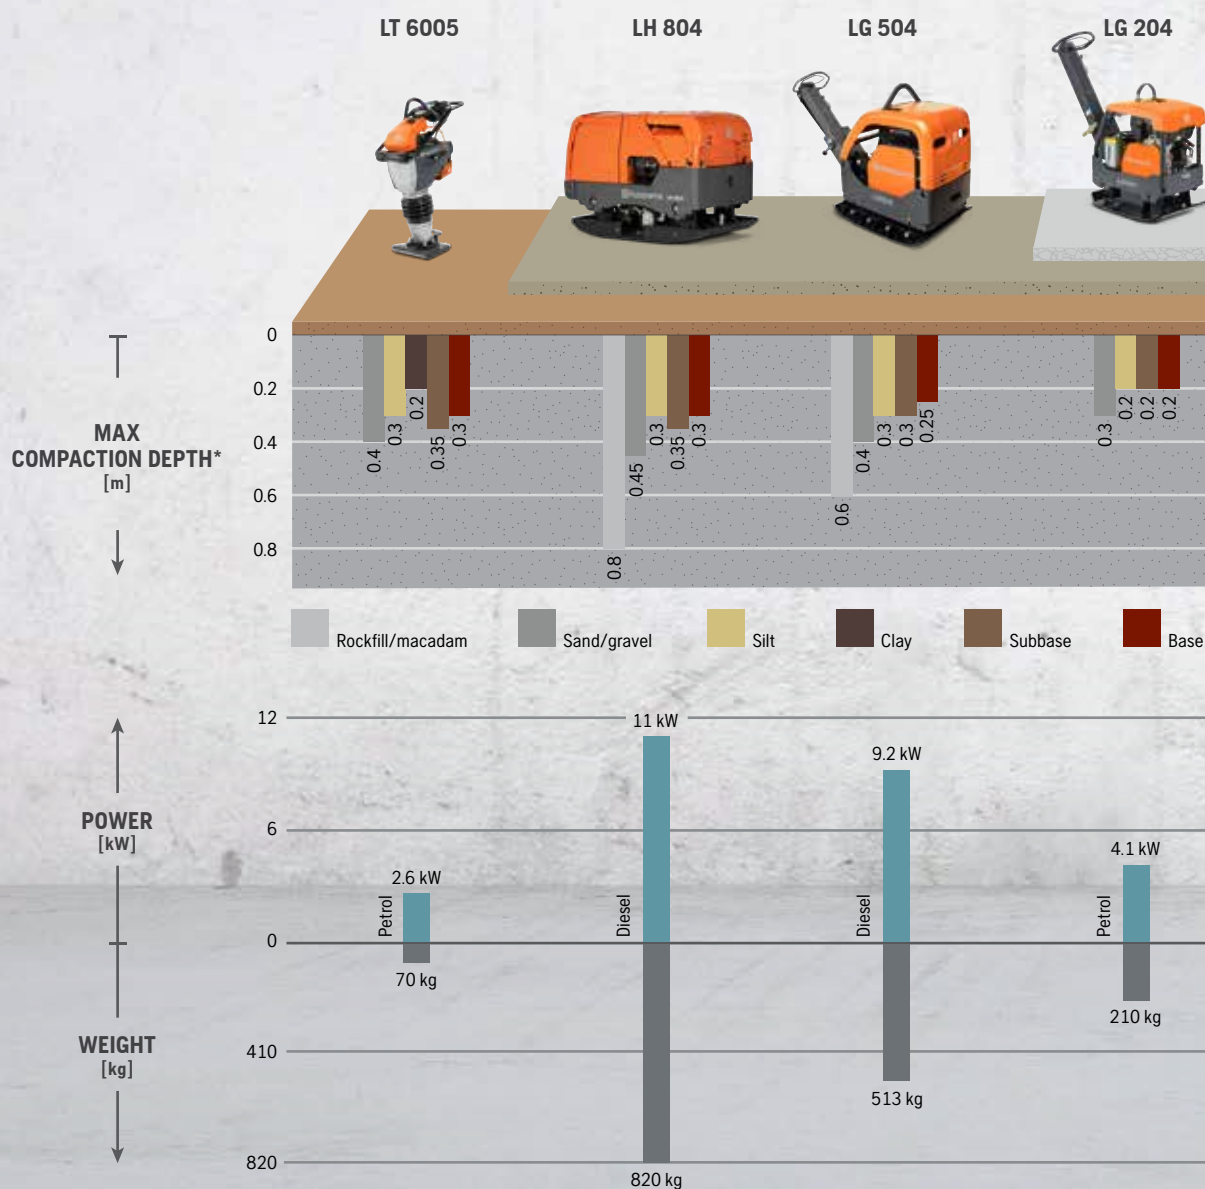 LT 6005
LH 804
LG 504
LG 204
MAX
COMPACTION DEPTH*
[m]
0
0.2
0.4
0.6
0.8
0.4
0.3
0.2
0.35
0.3
0.8
0.45
0.3
0.35
0.3
0.6
0.4
0.3
0.3
0.25
0.3
0.2
0.2
0.2
Rockfill/macadam
Sand/gravel
Silt
Clay
Subbase
Base
POWER
[kW]
12
6
0
2.6 kW
Petrol
11 kW
Diesel
9.2 kW
Diesel
4.1 kW
Petrol
WEIGHT
[kg]
410
820
70 kg
820 kg
513 kg
210 kg